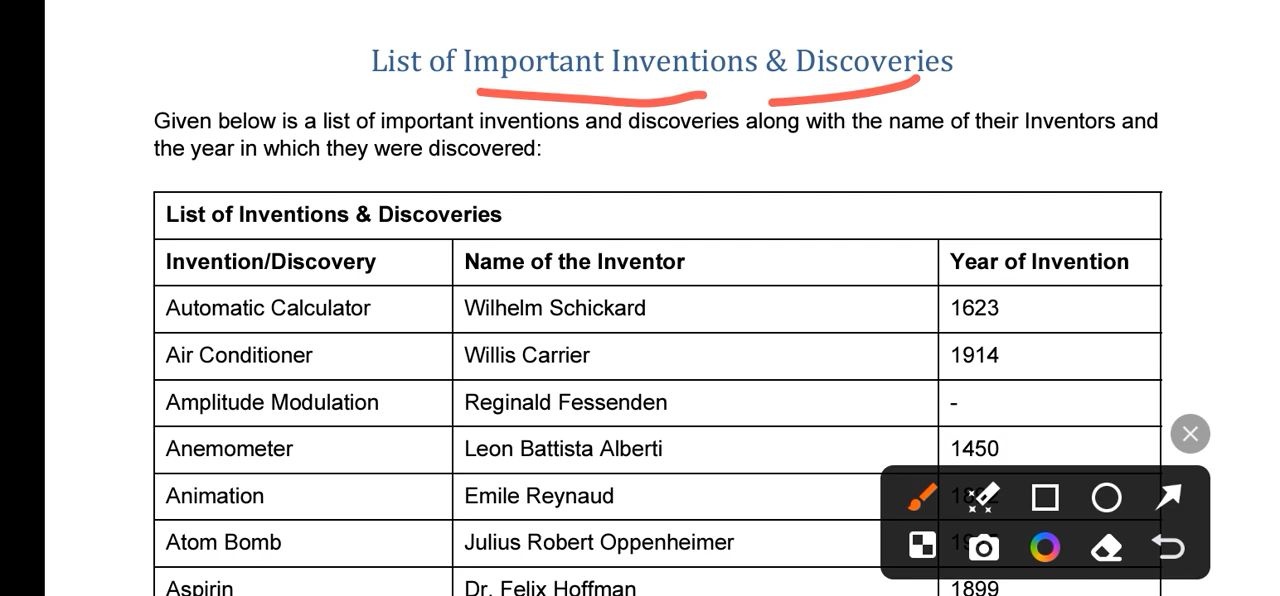 List of Important Inventions & Discoveries
Given below is a list of important inventions and discoveries along with the name of their Inventors and
the year in which they were discovered:
List of Inventions & Discoveries
Invention/Discovery Name of the Inventor Year of Invention
Automatic Calculator Wilhelm Schickard 1623
Air Conditioner Willis Carrier 1914
Amplitude Modulation Reginald Fessenden -
Anemometer Leon Battista Alberti 1450
Animation Emile Reynaud
Atom Bomb Julius Robert Oppenheimer
Aspirin Dr. Felix Hoffman 1899